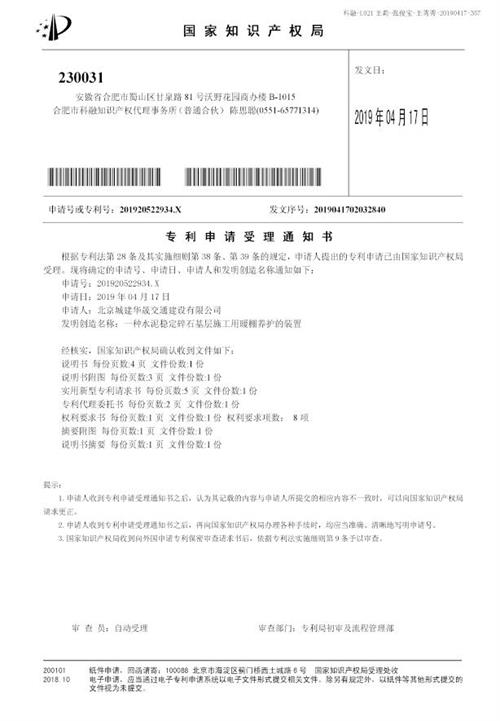 科融-L021 王莉-张俊宝-王菁菁-20190417-367
国家知识产权局
230031
发文日：
安徽省合肥市蜀山区甘泉路 81 号沃野花园商办楼 B-1015
合肥市科融知识产权代理事务所（普通合伙） 陈思聪(0551-65771314)
2019 年 04 月 17 日
申请号或专利号：201920522934.X
发文序号：2019041702032840
专利申请受理通知书
根据专利法第 28 条及其实施细则第 38 条、第 39 条的规定，申请人提出的专利申请已由国家知识产权局
受理。现将确定的申请号、申请日、申请人和发明创造名称通知如下：
申请号：201920522934.X
申请日：2019 年 04 月 17 日
申请人：北京城建华晟交通建设有限公司
发明创造名称：一种水泥稳定碎石基层施工用暖棚养护的装置
经核实，国家知识产权局确认收到文件如下：
说明书 每份页数:4 页 文件份数:1 份
说明书附图 每份页数:3 页 文件份数:1 份
实用新型专利请求书 每份页数:5 页 文件份数:1 份
专利代理委托书 每份页数:2 页 文件份数:1 份
权利要求书 每份页数:1 页 文件份数:1 份 权利要求项数： 8 项
摘要附图 每份页数:1 页 文件份数:1 份
说明书摘要 每份页数:1 页 文件份数:1 份
提示：
1.申请人收到专利申请受理通知书之后，认为其记载的内容与申请人所提交的相应内容不一致时，可以向国家知识产权局
请求更正。
2.申请人收到专利申请受理通知书之后，再向国家知识产权局办理各种手续时，均应当准确、清晰地写明申请号。
3.国家知识产权局收到向外国申请专利保密审查请求书后，依据专利法实施细则第 9 条予以审查。
审 查 员：自动受理
审查部门：专利局初审及流程管理部
200101 纸件申请，回函请寄：100088 北京市海淀区蓟门桥西土城路 6 号 国家知识产权局受理处收
2018.10 电子申请，应当通过电子专利申请系统以电子文件形式提交相关文件。除另有规定外，以纸件等其他形式提交的
文件视为未提交。